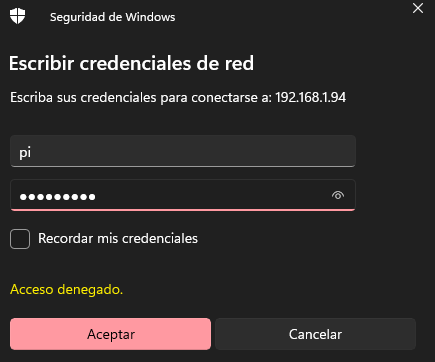 Seguridad de Windows
Escribir credenciales de red
Escriba sus credenciales para conectarse a: 192.168.1.94
pi
●●●●●●●●●
Recordar mis credenciales
Acceso denegado.
Aceptar
Cancelar